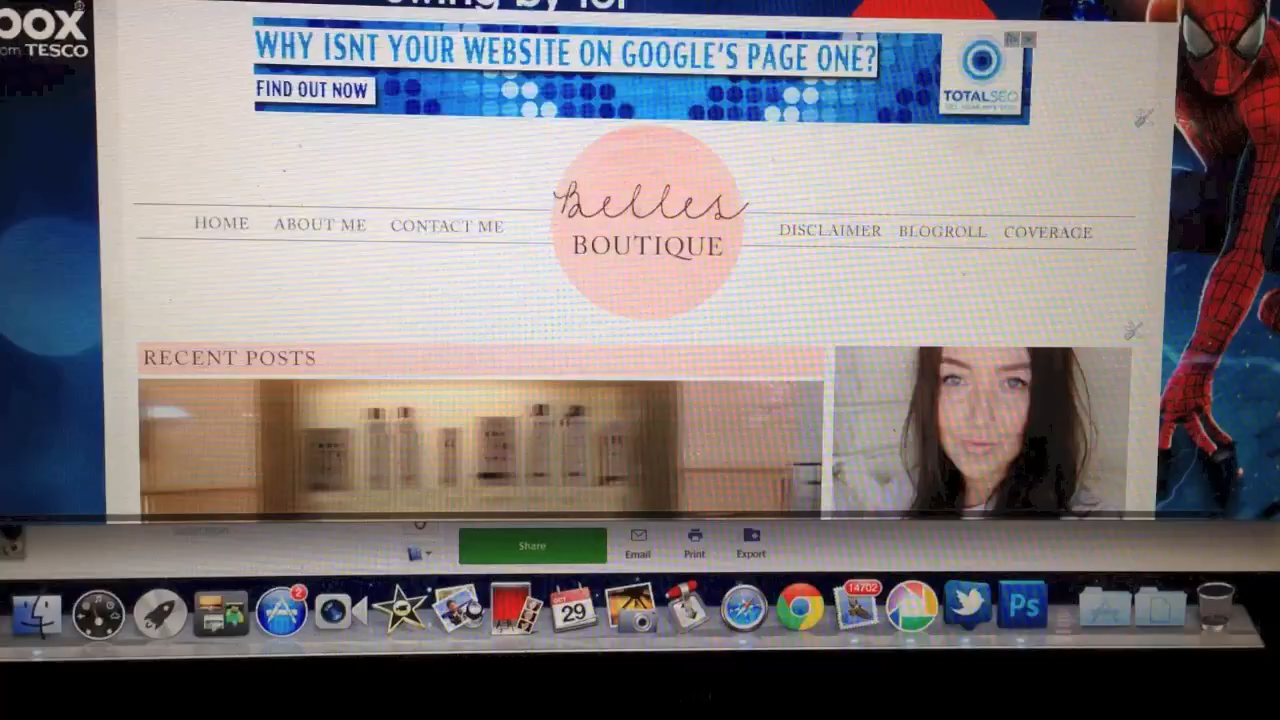 BOX
TESCO
WHY ISNT YOUR WEBSITE ON GOOGLE'S PAGE ONE?
FIND OUT NOW
TOTALSEO
Belles
BOUTIQUE
HOME ABOUT ME CONTACT ME
DISCLAIMER BLOGROLL COVERAGE
RECENT POSTS
Share
Email Print Export
2
29
14702
Ps